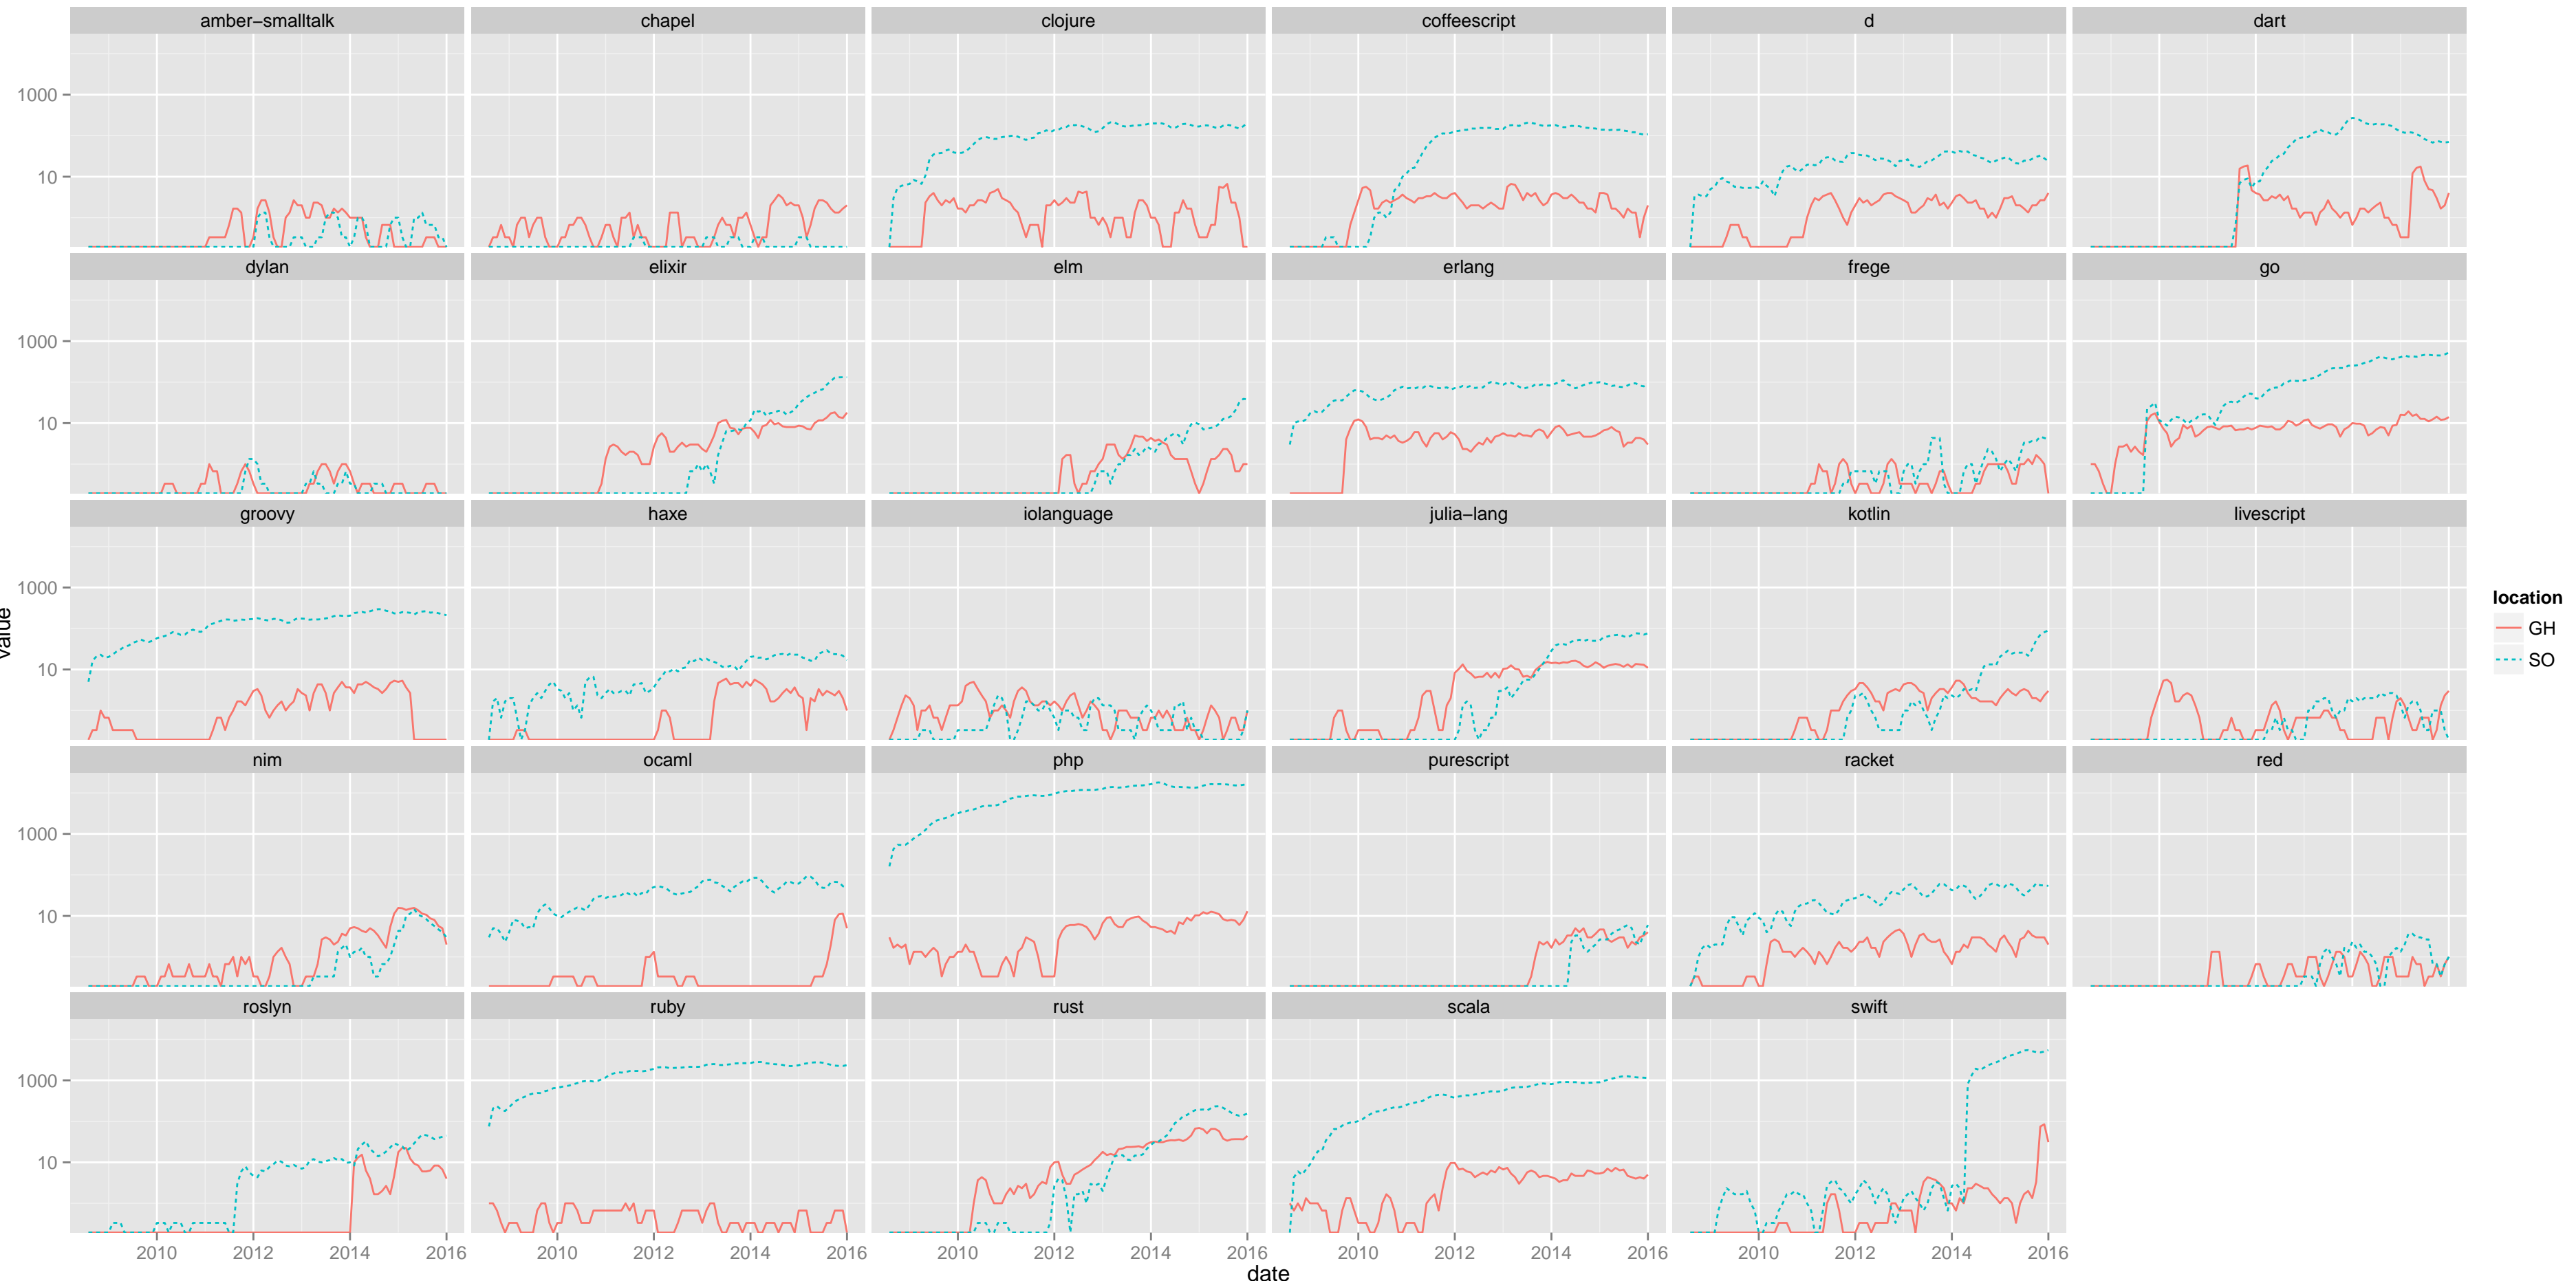 amber−smalltalk chapel clojure coffeescript d dart
1000
10
dylan elixir elm erlang frege go
1000
10
groovy haxe iolanguage julia−lang kotlin livescript
1000
10
value
location
GH
SO
nim ocaml php purescript racket red
1000
10
roslyn ruby rust scala swift
1000
10
2010 2012 2014 2016 2010 2012 2014 2016 2010 2012 2014 2016 2010 2012 2014 2016 2010 2012 2014 2016
date